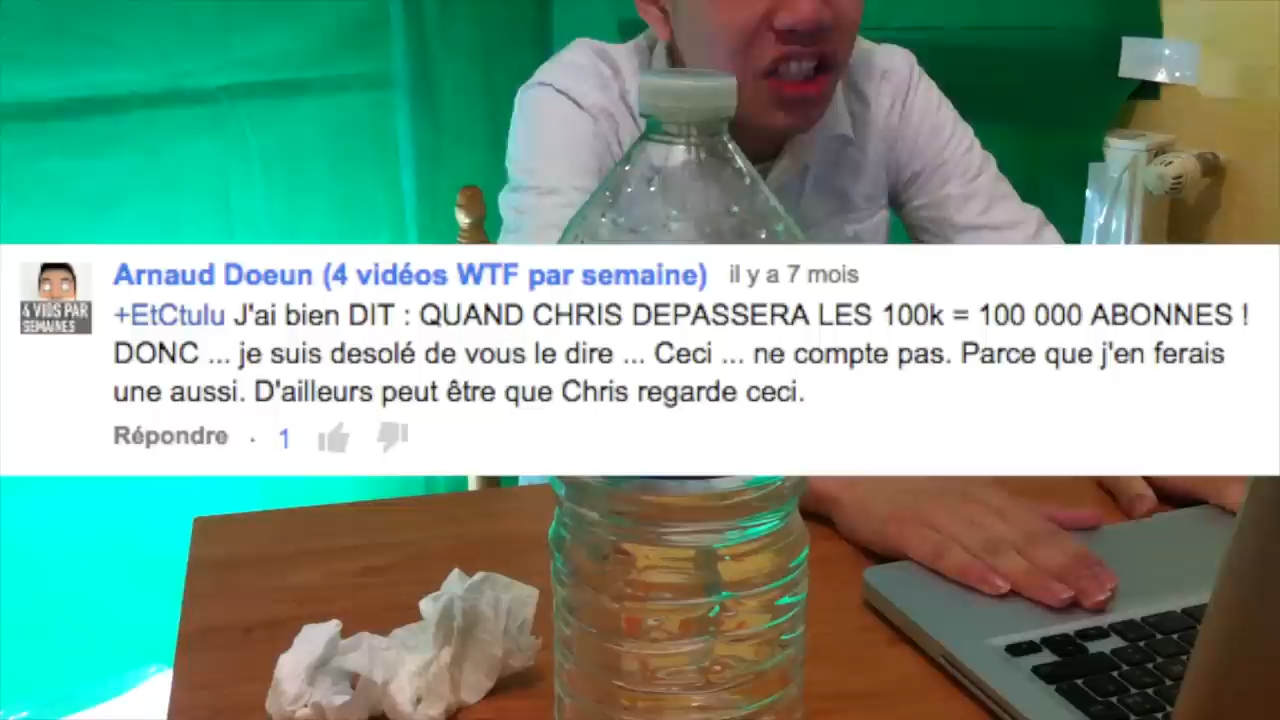 Arnaud Doeun (4 vidéos WTF par semaine) il y a 7 mois
+EtCtulu J'ai bien DIT : QUAND CHRIS DEPASSERA LES 100k = 100 000 ABONNES !
DONC ... je suis desolé de vous le dire ... Ceci ... ne compte pas. Parce que j'en ferais
une aussi. D'ailleurs peut être que Chris regarde ceci.
Répondre · 1
4 VIDS PAR
SEMAINES